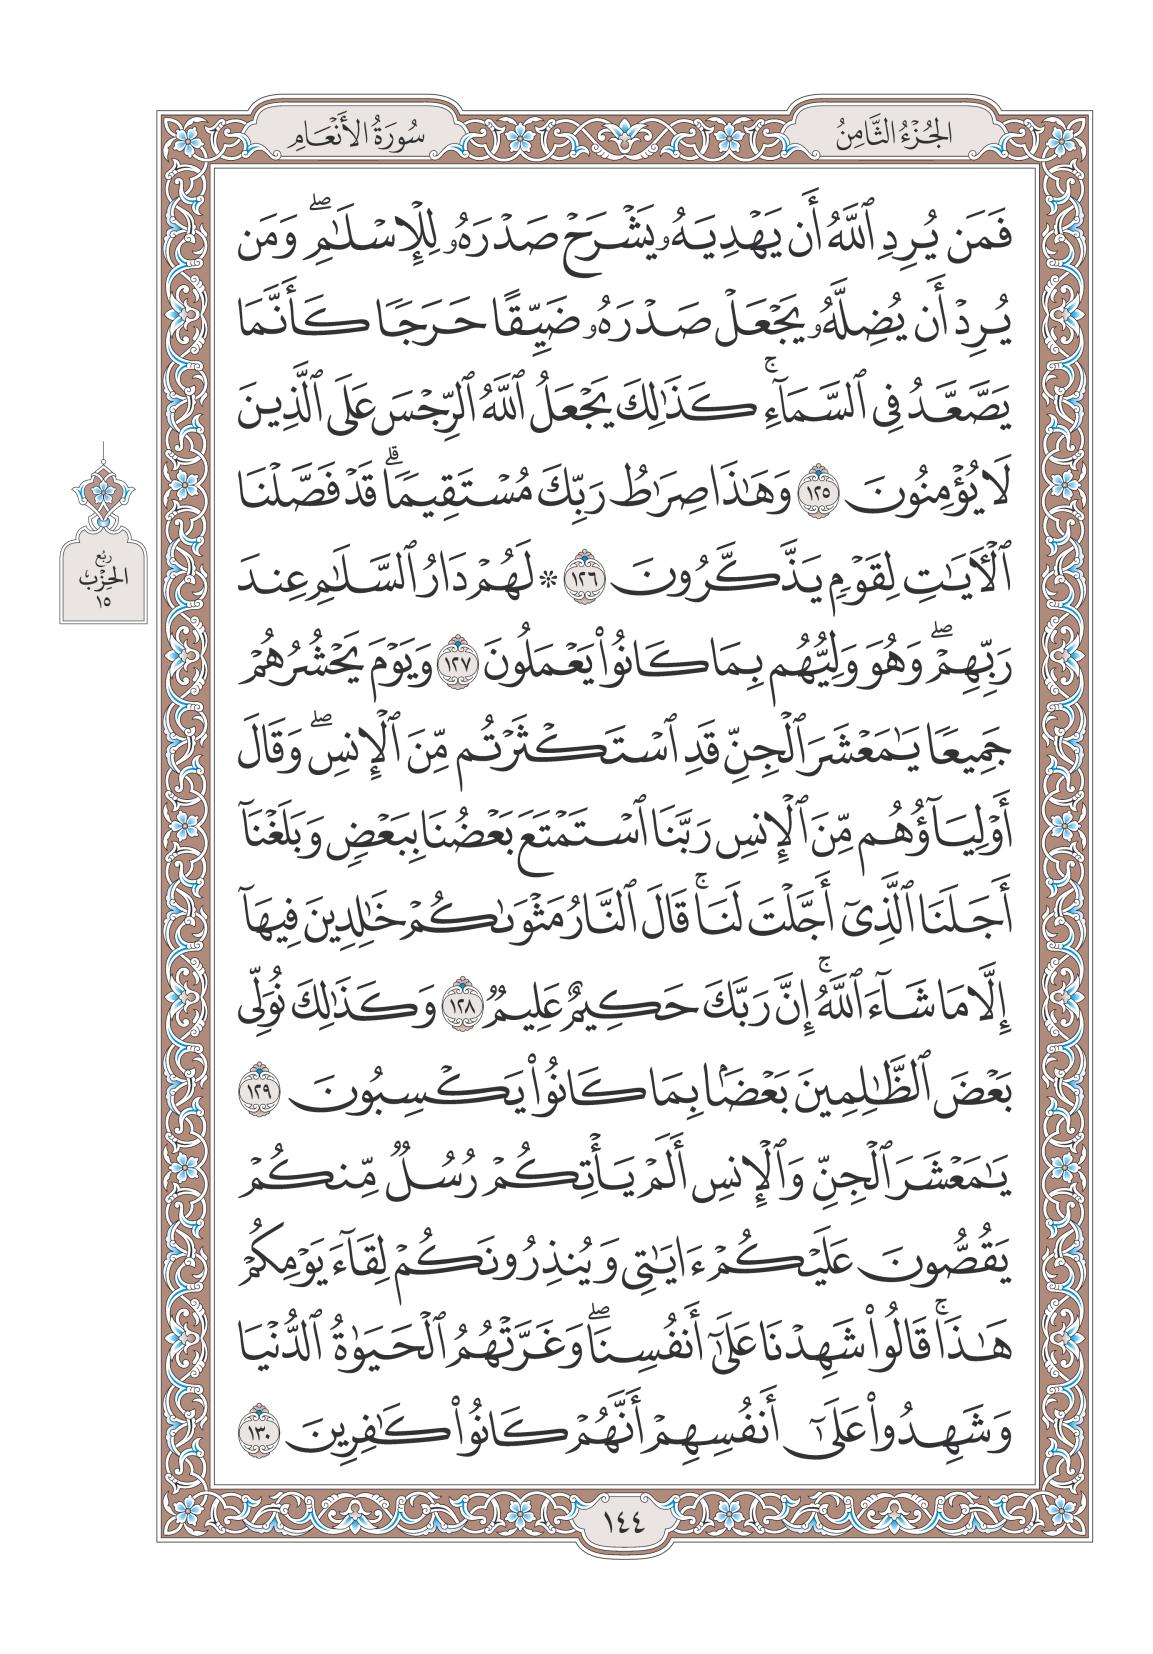 الجُزْءُ الثَّامِنُ
سُورَةُ الأَنْعَامِ
فَمَن يُرِدِ ٱللَّهُ أَن يَهْدِيَهُۥ يَشْرَحْ صَدْرَهُۥ لِلْإِسْلَٰمِۖ وَمَن
يُرِدْ أَن يُضِلَّهُۥ يَجْعَلْ صَدْرَهُۥ ضَيِّقًا حَرَجًا كَأَنَّمَا
يَصَّعَّدُ فِي ٱلسَّمَآءِۚ كَذَٰلِكَ يَجْعَلُ ٱللَّهُ ٱلرِّجْسَ عَلَى ٱلَّذِينَ
لَا يُؤْمِنُونَ ١٢٥ وَهَٰذَا صِرَٰطُ رَبِّكَ مُسْتَقِيمًاۗ قَدْ فَصَّلْنَا
ٱلْأٓيَٰتِ لِقَوْمٍ يَذَّكَّرُونَ ١٢٦ ۞ لَهُمْ دَارُ ٱلسَّلَٰمِ عِندَ
رَبِّهِمْۖ وَهُوَ وَلِيُّهُم بِمَا كَانُوا۟ يَعْمَلُونَ ١٢٧ وَيَوْمَ يَحْشُرُهُمْ
جَمِيعًا يَٰمَعْشَرَ ٱلْجِنِّ قَدِ ٱسْتَكْثَرْتُم مِّنَ ٱلْإِنسِۖ وَقَالَ
أَوْلِيَآؤُهُم مِّنَ ٱلْإِنسِ رَبَّنَا ٱسْتَمْتَعَ بَعْضُنَا بِبَعْضٍ وَبَلَغْنَآ
أَجَلَنَا ٱلَّذِيٓ أَجَّلْتَ لَنَاۚ قَالَ ٱلنَّارُ مَثْوَىٰكُمْ خَٰلِدِينَ فِيهَآ
إِلَّا مَا شَآءَ ٱللَّهُۚ إِنَّ رَبَّكَ حَكِيمٌ عَلِيمٌ ١٢٨ وَكَذَٰلِكَ نُوَلِّي
بَعْضَ ٱلظَّٰلِمِينَ بَعْضًۢا بِمَا كَانُوا۟ يَكْسِبُونَ ١٢٩
يَٰمَعْشَرَ ٱلْجِنِّ وَٱلْإِنسِ أَلَمْ يَأْتِكُمْ رُسُلٌ مِّنكُمْ
يَقُصُّونَ عَلَيْكُمْ ءَايَٰتِي وَيُنذِرُونَكُمْ لِقَآءَ يَوْمِكُمْ
هَٰذَاۚ قَالُوا۟ شَهِدْنَا عَلَىٰٓ أَنفُسِنَاۖ وَغَرَّتْهُمُ ٱلْحَيَوٰةُ ٱلدُّنْيَا
وَشَهِدُوا۟ عَلَىٰٓ أَنفُسِهِمْ أَنَّهُمْ كَانُوا۟ كَٰفِرِينَ ١٣٠
ربع
الحِزْبُ
١٥
١٤٤